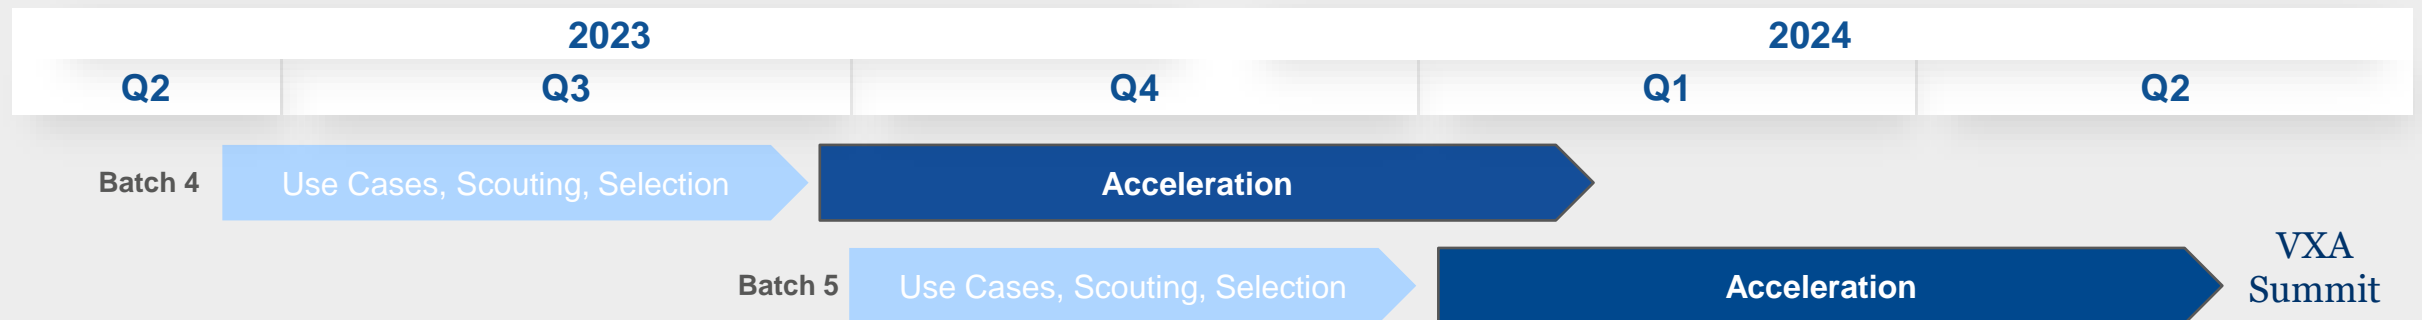 2023
2024
Q2
Q3
Q4
Q1
Q2
Batch 4
Use Cases, Scouting, Selection
Acceleration
Batch 5
Use Cases, Scouting, Selection
Acceleration
VXA
Summit